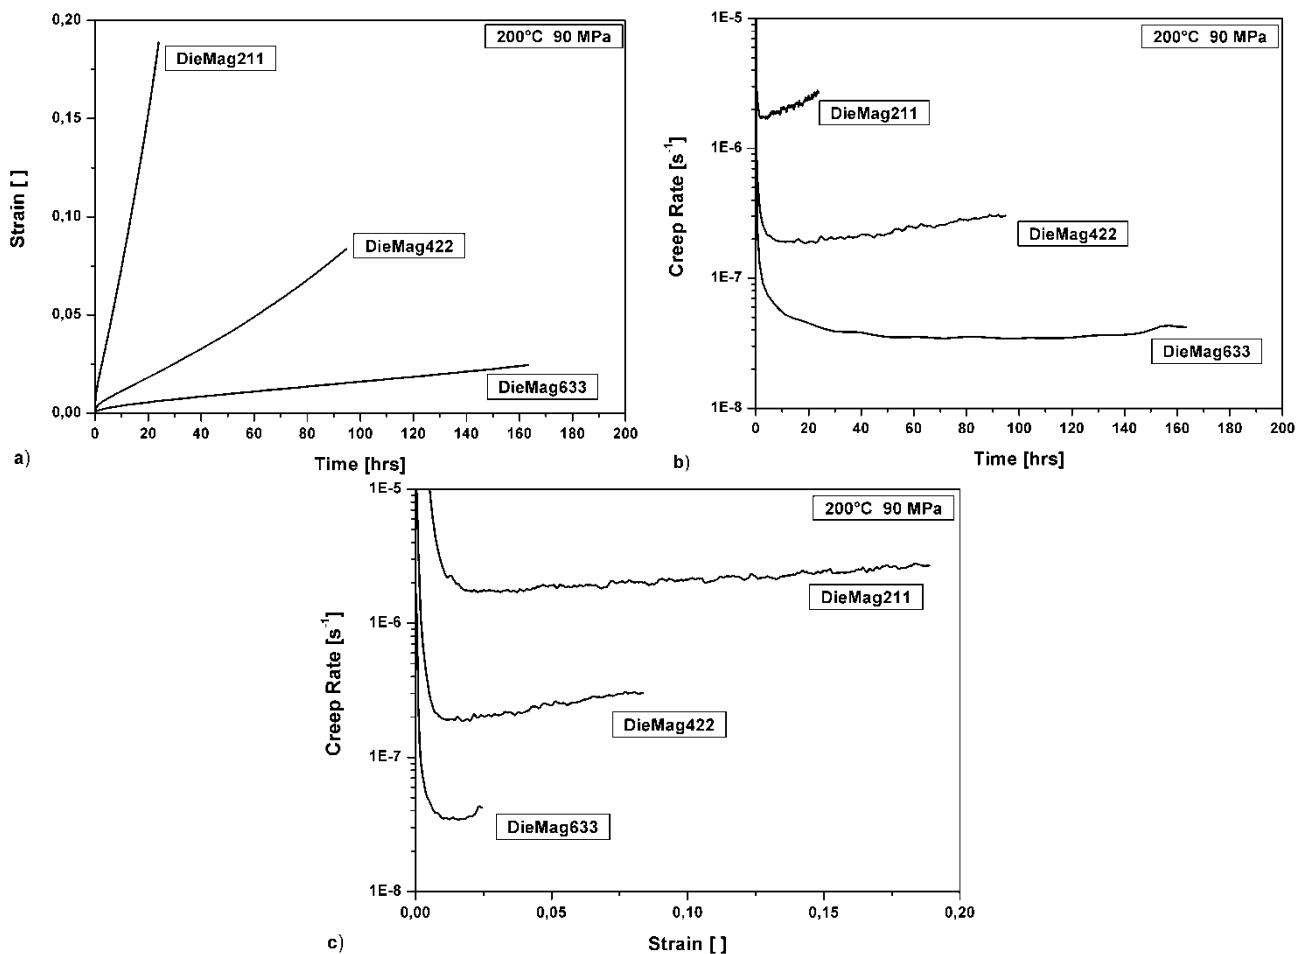 0,20
0,15
0,10
0,05
0,00
Strain [ ]
200°C 90 MPa
DieMag211
DieMag422
DieMag633
0 20 40 60 80 100 120 140 160 180 200
Time [hrs]
a)
1E-5
1E-6
1E-7
1E-8
Creep Rate [s-1]
200°C 90 MPa
DieMag211
DieMag422
DieMag633
0 20 40 60 80 100 120 140 160 180 200
Time [hrs]
b)
1E-5
1E-6
1E-7
1E-8
Creep Rate [s-1]
200°C 90 MPa
DieMag211
DieMag422
DieMag633
0,00 0,05 0,10 0,15 0,20
Strain [ ]
c)